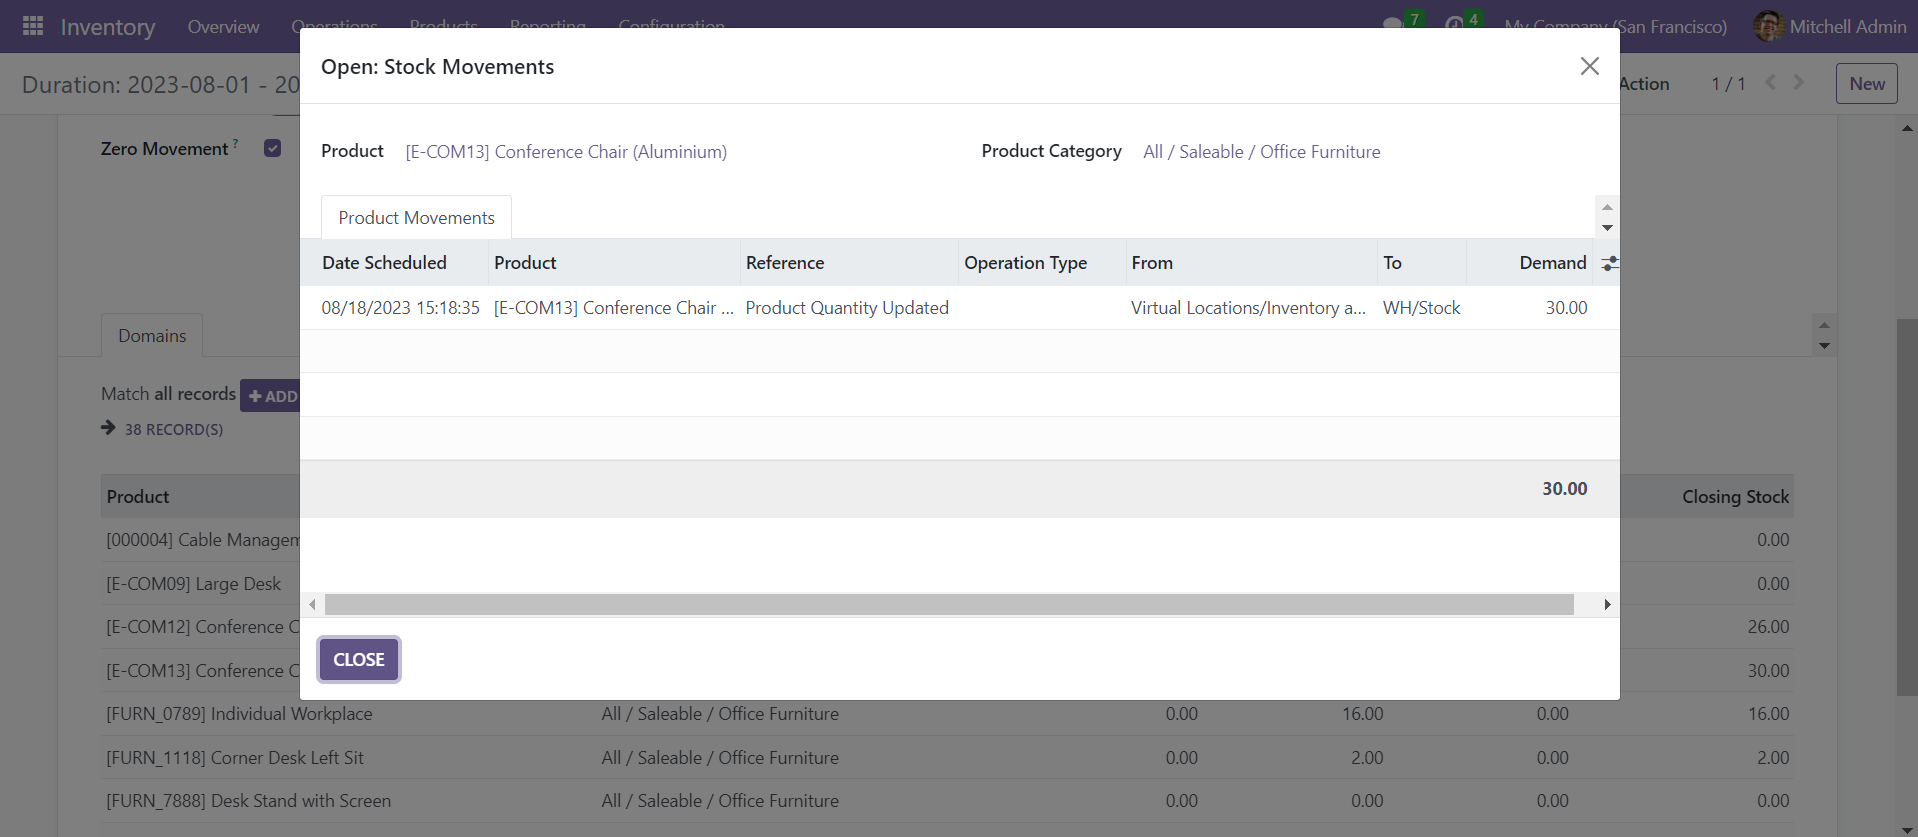 Inventory Overview Operations Products Reporting Configuration 7 4 My Company (San Francisco) Mitchell Admin
Duration: 2023-08-01 - 20 Action 1 / 1 New
Open: Stock Movements
Zero Movement ?
Product [E-COM13] Conference Chair (Aluminium) Product Category All / Saleable / Office Furniture
Product Movements
Date Scheduled Product Reference Operation Type From To Demand
08/18/2023 15:18:35 [E-COM13] Conference Chair ... Product Quantity Updated Virtual Locations/Inventory a... WH/Stock 30.00
30.00
CLOSE
Domains
Match all records + ADD
38 RECORD(S)
Product Closing Stock
[000004] Cable Managem 0.00
[E-COM09] Large Desk 0.00
[E-COM12] Conference C 26.00
[E-COM13] Conference C 30.00
[FURN_0789] Individual Workplace All / Saleable / Office Furniture 0.00 16.00 0.00 16.00
[FURN_1118] Corner Desk Left Sit All / Saleable / Office Furniture 0.00 2.00 0.00 2.00
[FURN_7888] Desk Stand with Screen All / Saleable / Office Furniture 0.00 0.00 0.00 0.00